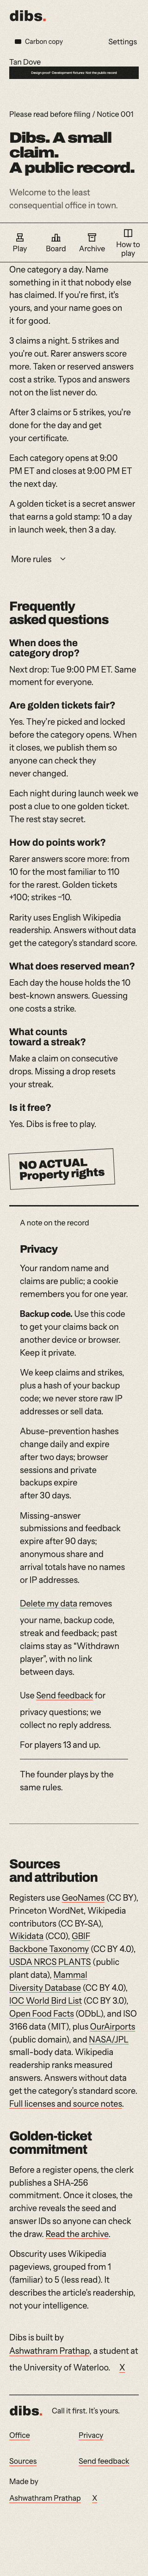 dibs.
Carbon copy
Settings
Tan Dove
Design proof · Development fixtures · Not the public record
Please read before filing / Notice 001
Dibs. A small
claim.
A public record.
Welcome to the least
consequential office in town.
Play
Board
Archive
How to
play
One category a day. Name
something in it that nobody else
has claimed. If you're first, it's
yours, and your name goes on
it for good.
3 claims a night. 5 strikes and
you're out. Rarer answers score
more. Taken or reserved answers
cost a strike. Typos and answers
not on the list never do.
After 3 claims or 5 strikes, you're
done for the day and get
your certificate.
Each category opens at 9:00
PM ET and closes at 9:00 PM ET
the next day.
A golden ticket is a secret answer
that earns a gold stamp: 10 a day
in launch week, then 3 a day.
More rules
Frequently
asked questions
When does the
category drop?
Next drop: Tue 9:00 PM ET. Same
moment for everyone.
Are golden tickets fair?
Yes. They're picked and locked
before the category opens. When
it closes, we publish them so
anyone can check they
never changed.
Each night during launch week we
post a clue to one golden ticket.
The rest stay secret.
How do points work?
Rarer answers score more: from
10 for the most familiar to 110
for the rarest. Golden tickets
+100; strikes −10.
Rarity uses English Wikipedia
readership. Answers without data
get the category's standard score.
What does reserved mean?
Each day the house holds the 10
best-known answers. Guessing
one costs a strike.
What counts
toward a streak?
Make a claim on consecutive
drops. Missing a drop resets
your streak.
Is it free?
Yes. Dibs is free to play.
NO ACTUAL
Property rights
A note on the record
Privacy
Your random name and
claims are public; a cookie
remembers you for one year.
Backup code. Use this code
to get your claims back on
another device or browser.
Keep it private.
We keep claims and strikes,
plus a hash of your backup
code; we never store raw IP
addresses or sell data.
Abuse-prevention hashes
change daily and expire
after two days; browser
sessions and private
backups expire
after 30 days.
Missing-answer
submissions and feedback
expire after 90 days;
anonymous share and
arrival totals have no names
or IP addresses.
Delete my data removes
your name, backup code,
streak and feedback; past
claims stay as “Withdrawn
player”, with no link
between days.
Use Send feedback for
privacy questions; we
collect no reply address.
For players 13 and up.
The founder plays by the
same rules.
Sources
and attribution
Registers use GeoNames (CC BY),
Princeton WordNet, Wikipedia
contributors (CC BY-SA),
Wikidata (CC0), GBIF
Backbone Taxonomy (CC BY 4.0),
USDA NRCS PLANTS (public
plant data), Mammal
Diversity Database (CC BY 4.0),
IOC World Bird List (CC BY 3.0),
Open Food Facts (ODbL), and ISO
3166 data (MIT), plus OurAirports
(public domain), and NASA/JPL
small-body data. Wikipedia
readership ranks measured
answers. Answers without data
get the category's standard score.
Full licenses and source notes.
Golden-ticket
commitment
Before a register opens, the clerk
publishes a SHA-256
commitment. Once it closes, the
archive reveals the seed and
answer IDs so anyone can check
the draw. Read the archive.
Obscurity uses Wikipedia
pageviews, grouped from 1
(familiar) to 5 (less read). It
describes the article's readership,
not your intelligence.
Dibs is built by
Ashwathram Prathap, a student at
the University of Waterloo. X
dibs. Call it first. It's yours.
Office
Privacy
Sources
Send feedback
Made by
Ashwathram Prathap X